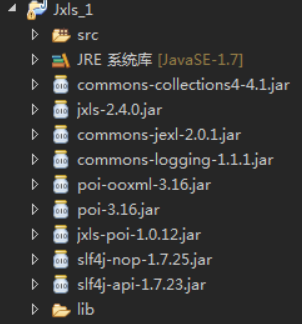 Jxls_1
src
JRE 系统库 [JavaSE-1.7]
commons-collections4-4.1.jar
jxls-2.4.0.jar
commons-jexl-2.0.1.jar
commons-logging-1.1.1.jar
poi-ooxml-3.16.jar
poi-3.16.jar
jxls-poi-1.0.12.jar
slf4j-nop-1.7.25.jar
slf4j-api-1.7.23.jar
lib